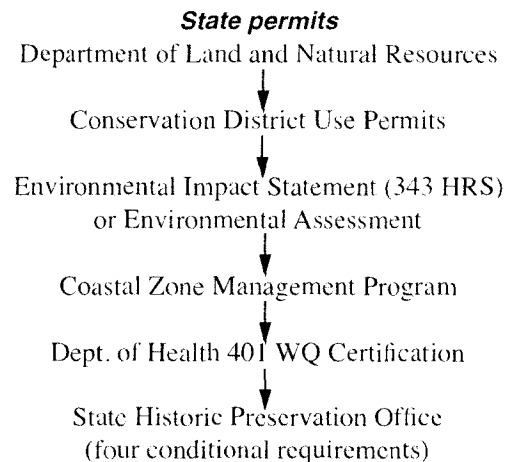 State permits
Department of Land and Natural Resources
Conservation District Use Permits
Environmental Impact Statement (343 HRS)
or Environmental Assessment
Coastal Zone Management Program
Dept. of Health 401 WQ Certification
State Historic Preservation Office
(four conditional requirements)